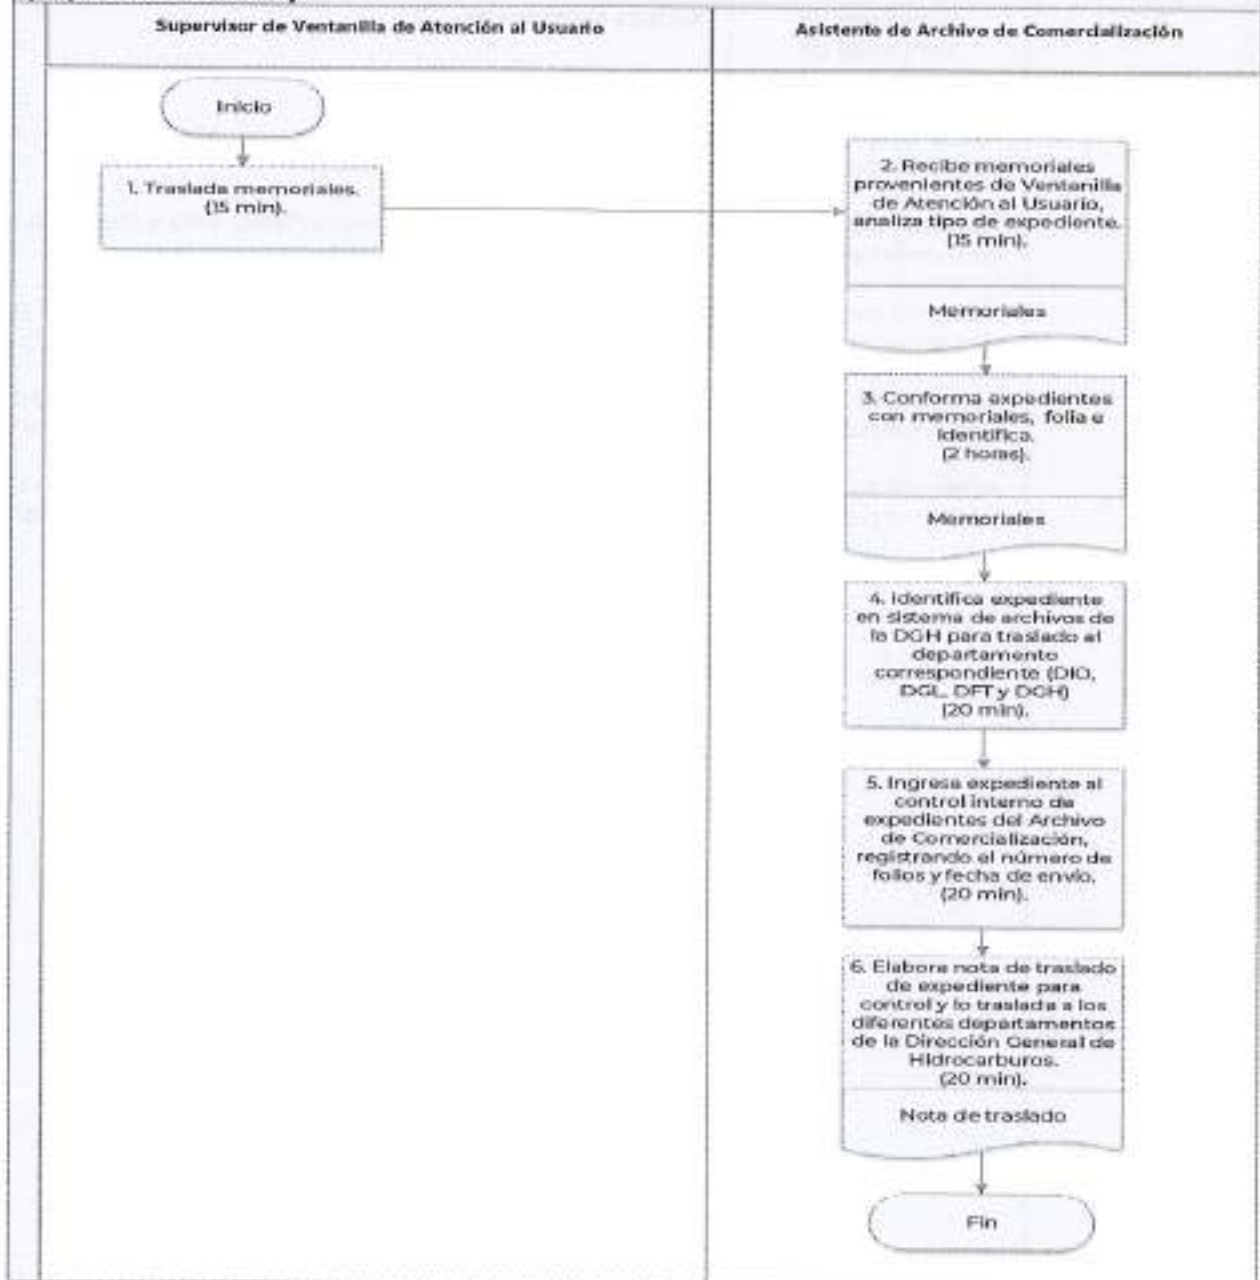 Supervisor de Ventanilla de Atención al Usuario
Asistente de Archivo de Comercialización
Inicio
1. Traslada memoriales.
(15 min).
2. Recibe memoriales
provenientes de Ventanilla
de Atención al Usuario,
analiza tipo de expediente.
(15 min).
Memoriales
3. Conforma expedientes
con memoriales, folia e
identifica.
(2 horas).
Memoriales
4. Identifica expediente
en sistema de archivos de
la DGH para traslado al
departamento
correspondiente (DIO,
DGL, DFT y DGH)
(20 min).
5. Ingresa expediente al
control interno de
expedientes del Archivo
de Comercialización,
registrando el número de
folios y fecha de envío.
(20 min).
6. Elabora nota de traslado
de expediente para
control y lo traslada a los
diferentes departamentos
de la Dirección General de
Hidrocarburos.
(20 min).
Nota de traslado
Fin